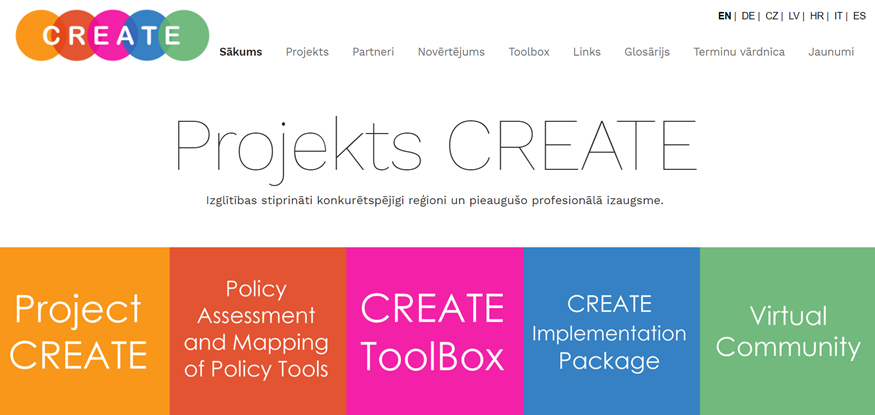 CREATE
EN | DE | CZ | LV | HR | IT | ES
Sākums Projekts Partneri Novērtējums Toolbox Links Glosārijs Terminu vārdnīca Jaunumi
Projekts CREATE
Izglītības stiprināti konkurētspējīgi reģioni un pieaugušo profesionālā izaugsme.
Project
CREATE
Policy
Assessment
and Mapping
of Policy Tools
CREATE
ToolBox
CREATE
Implementation
Package
Virtual
Community